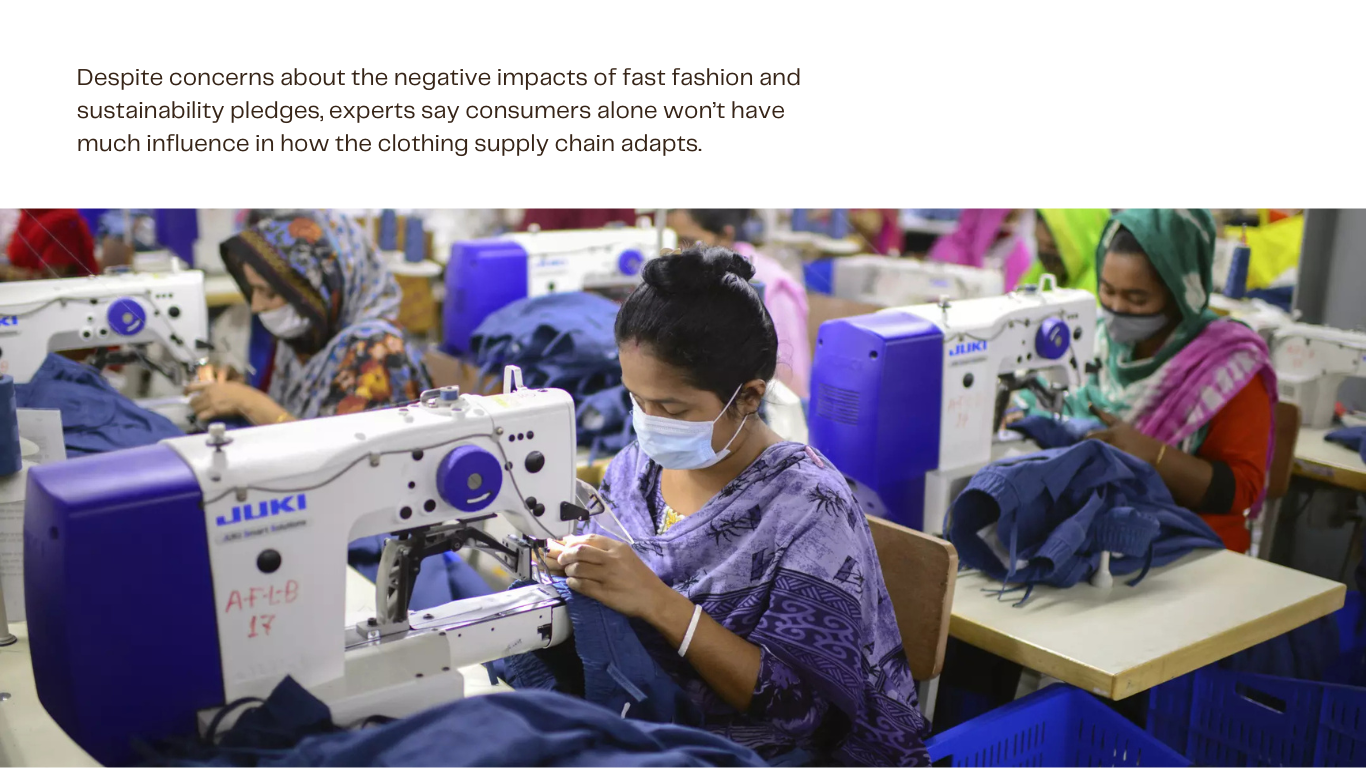 Despite concerns about the negative impacts of fast fashion and
sustainability pledges, experts say consumers alone won’t have
much influence in how the clothing supply chain adapts.
JUKI
JUKI
JUKI Smart Solutions
A-F-L-B
17